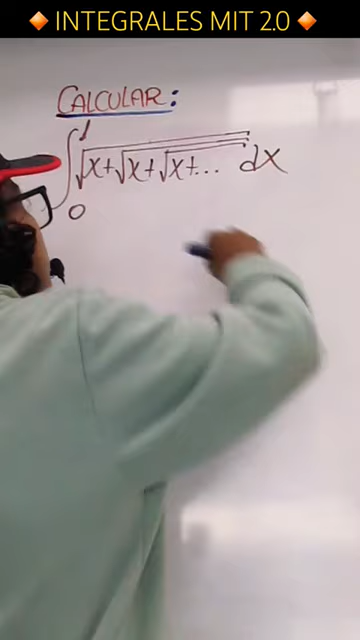 🔸INTEGRALES MIT 2.0🔸
CALCULAR:
∫₀¹ √x+√x+√x+... dx